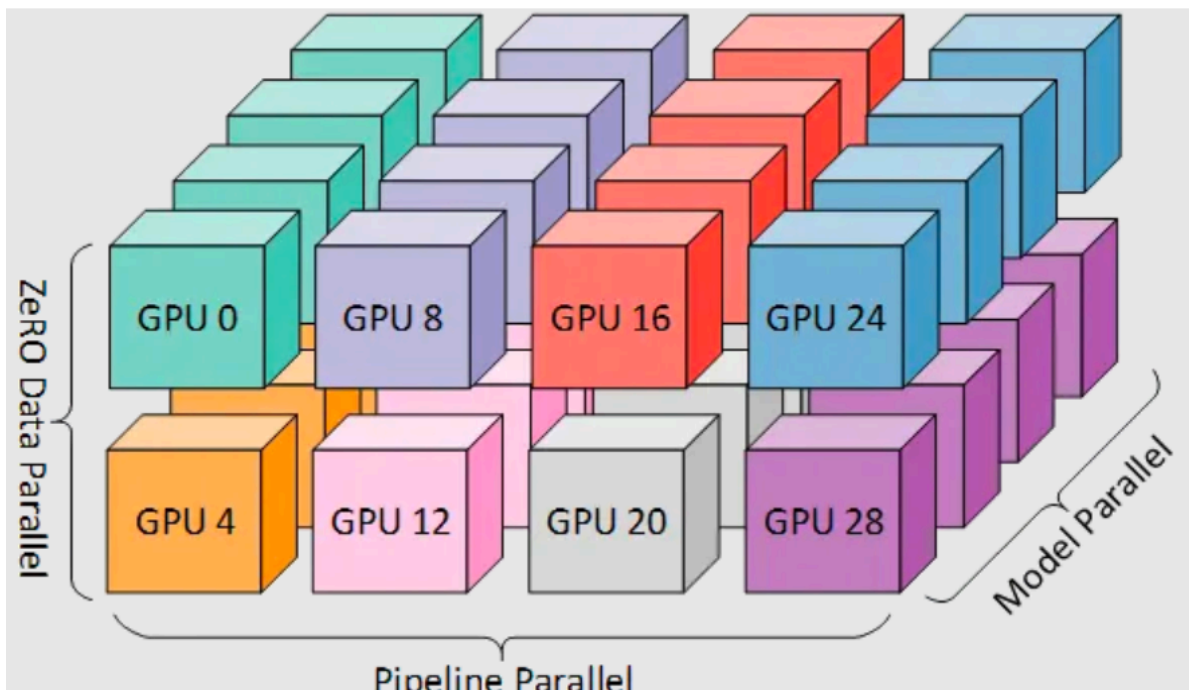 GPU 0
GPU 8
GPU 16
GPU 24
ZeRO Data Parallel
GPU 4
GPU 12
GPU 20
GPU 28
Model Parallel
Pipeline Parallel